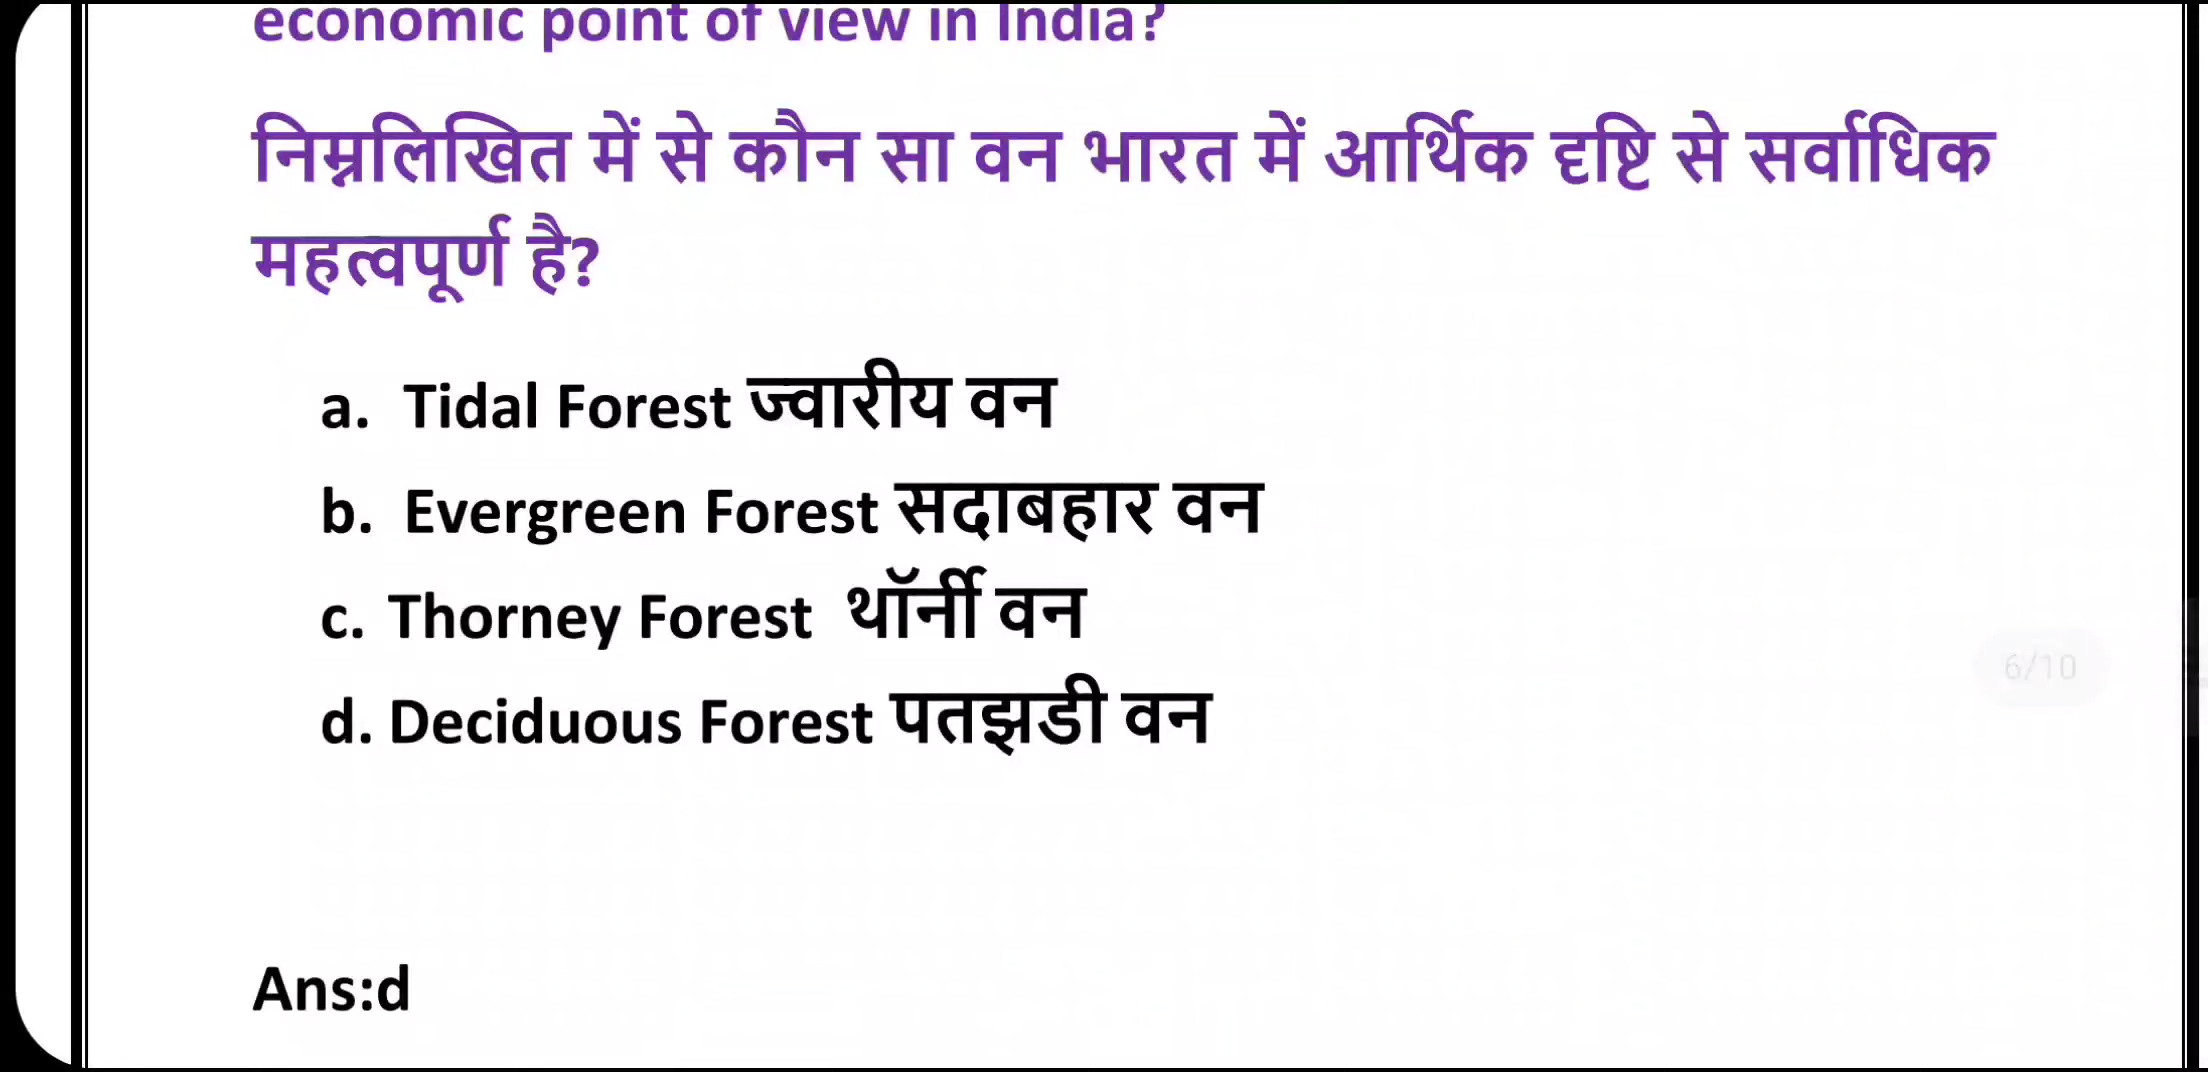 economic point of view in India?
निम्नलिखित में से कौन सा वन भारत में आर्थिक दृष्टि से सर्वाधिक
महत्वपूर्ण है?
a. Tidal Forest ज्वारीय वन
b. Evergreen Forest सदाबहार वन
c. Thorney Forest थॉर्नी वन
d. Deciduous Forest पतझडी वन
6/10
Ans:d